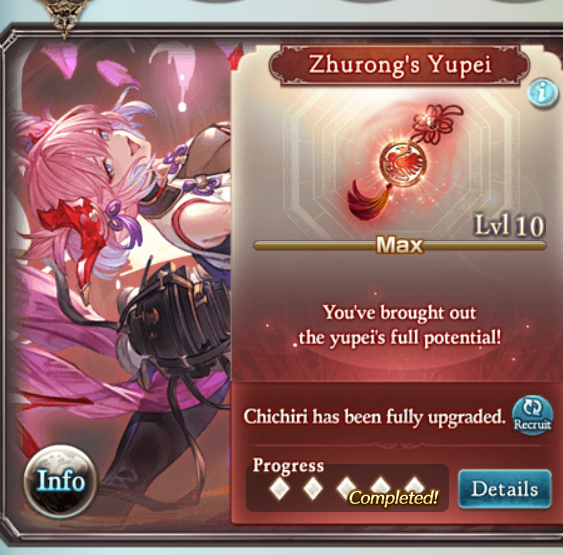 Zhurong's Yupei
i
Lvl 10
Max
You've brought out
the yupei's full potential!
Chichiri has been fully upgraded.
Recruit
Progress
Completed!
Info
Details